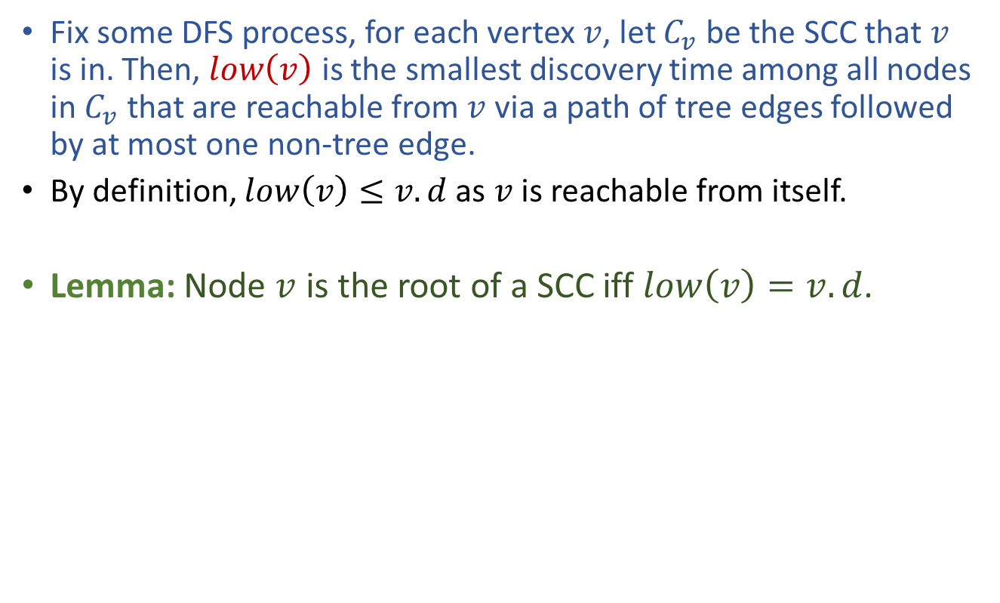 • Fix some DFS process, for each vertex 𝑣, let 𝐶ᵥ be the SCC that 𝑣
is in. Then, 𝑙𝑜𝑤(𝑣) is the smallest discovery time among all nodes
in 𝐶ᵥ that are reachable from 𝑣 via a path of tree edges followed
by at most one non-tree edge.
• By definition, 𝑙𝑜𝑤(𝑣) ≤ 𝑣. 𝑑 as 𝑣 is reachable from itself.
• Lemma: Node 𝑣 is the root of a SCC iff 𝑙𝑜𝑤(𝑣) = 𝑣. 𝑑.